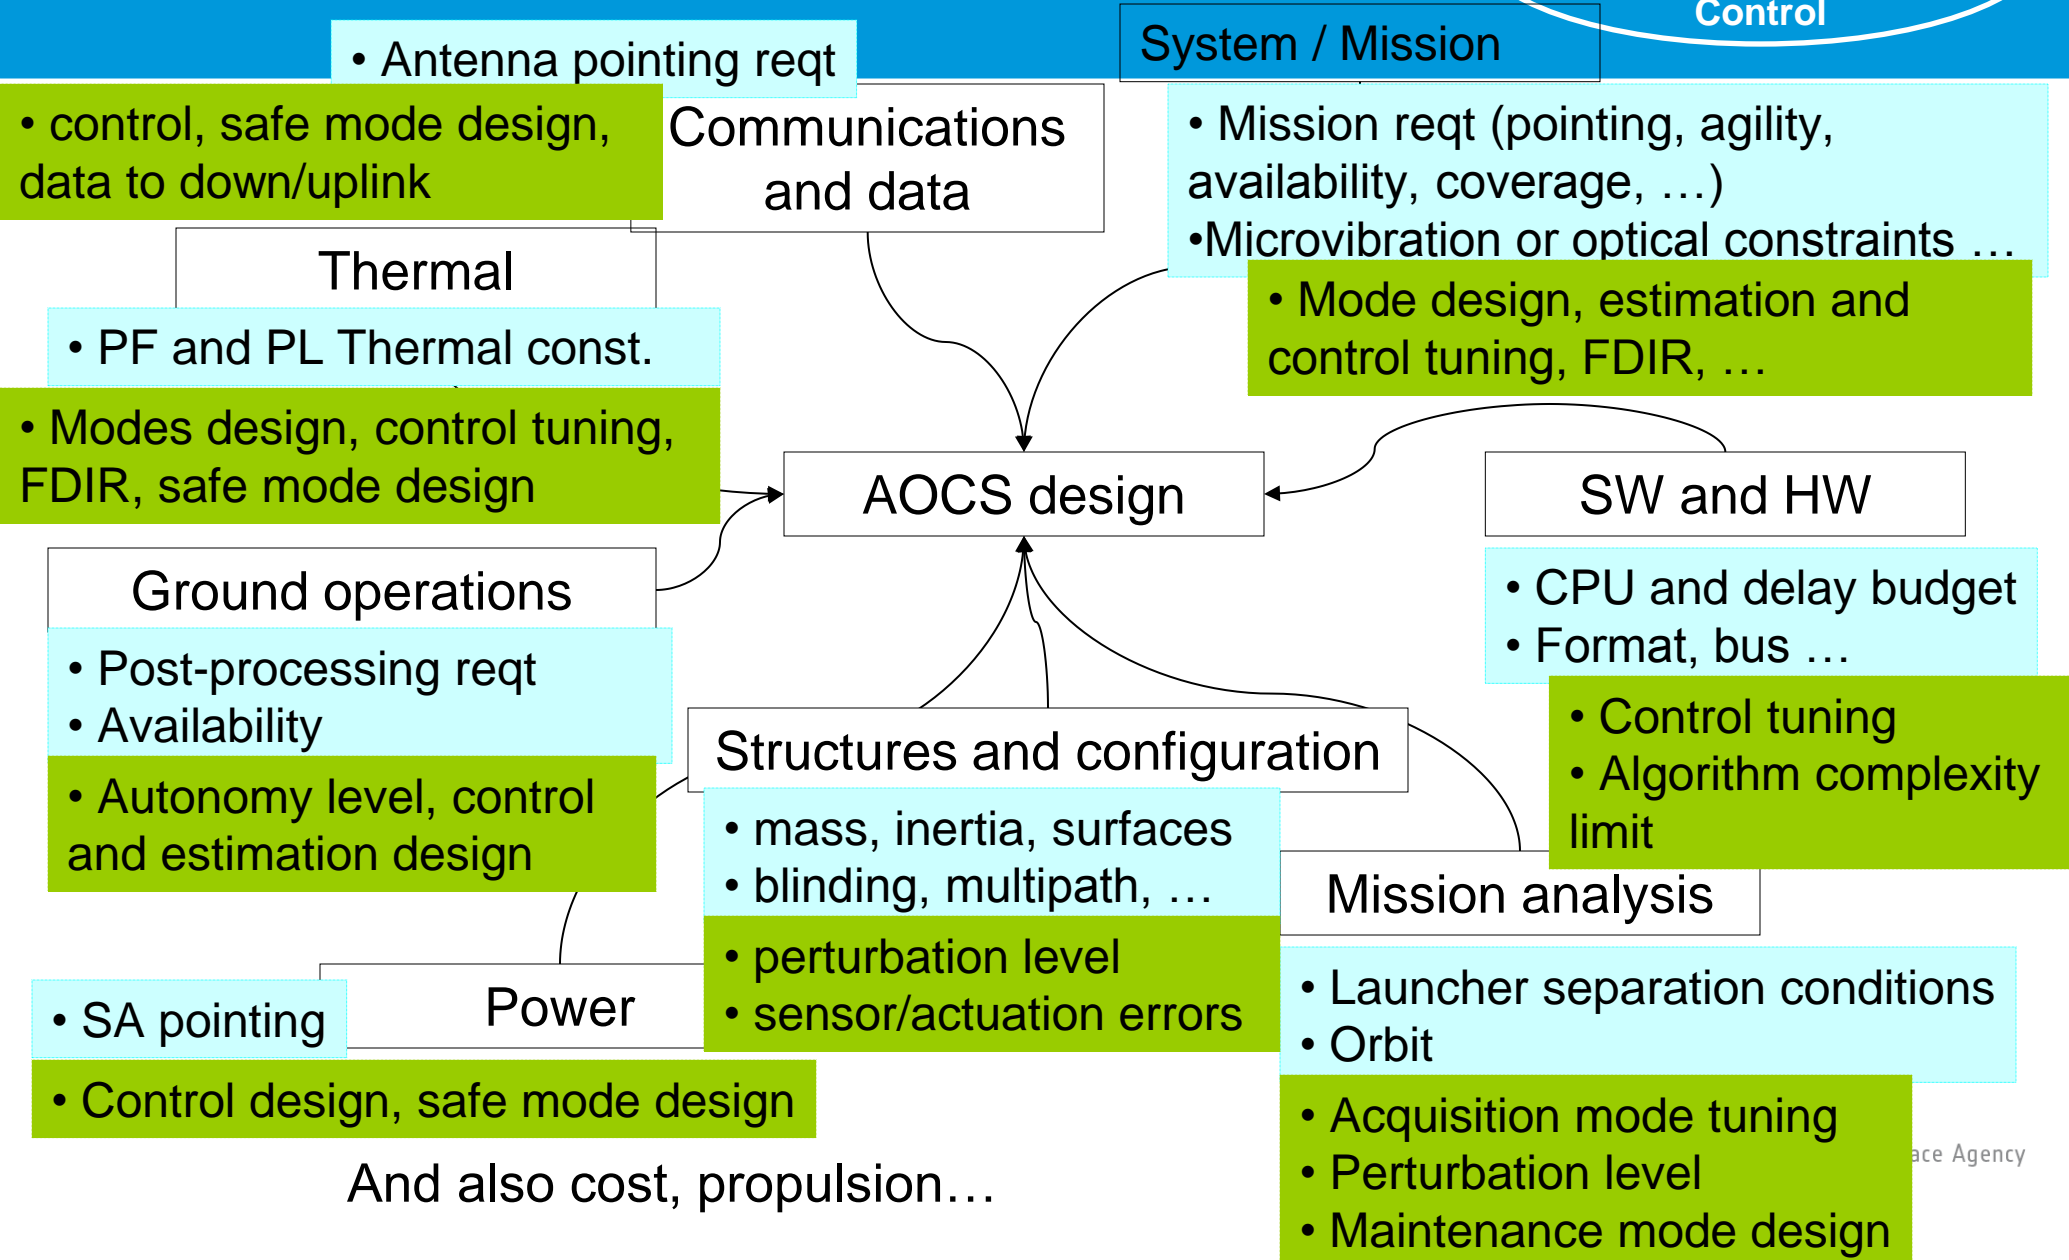 Control
• Antenna pointing reqt
System / Mission
• control, safe mode design,
data to down/uplink
Communications
and data
• Mission reqt (pointing, agility,
availability, coverage, …)
•Microvibration or optical constraints …
• Mode design, estimation and
control tuning, FDIR, …
Thermal
• PF and PL Thermal const.
• Modes design, control tuning,
FDIR, safe mode design
AOCS design
SW and HW
• CPU and delay budget
• Format, bus …
• Control tuning
• Algorithm complexity
limit
Ground operations
• Post-processing reqt
• Availability
• Autonomy level, control
and estimation design
Structures and configuration
• mass, inertia, surfaces
• blinding, multipath, …
• perturbation level
• sensor/actuation errors
Mission analysis
• Launcher separation conditions
• Orbit
• Acquisition mode tuning
• Perturbation level
• Maintenance mode design
Power
• SA pointing
• Control design, safe mode design
And also cost, propulsion…
Agency